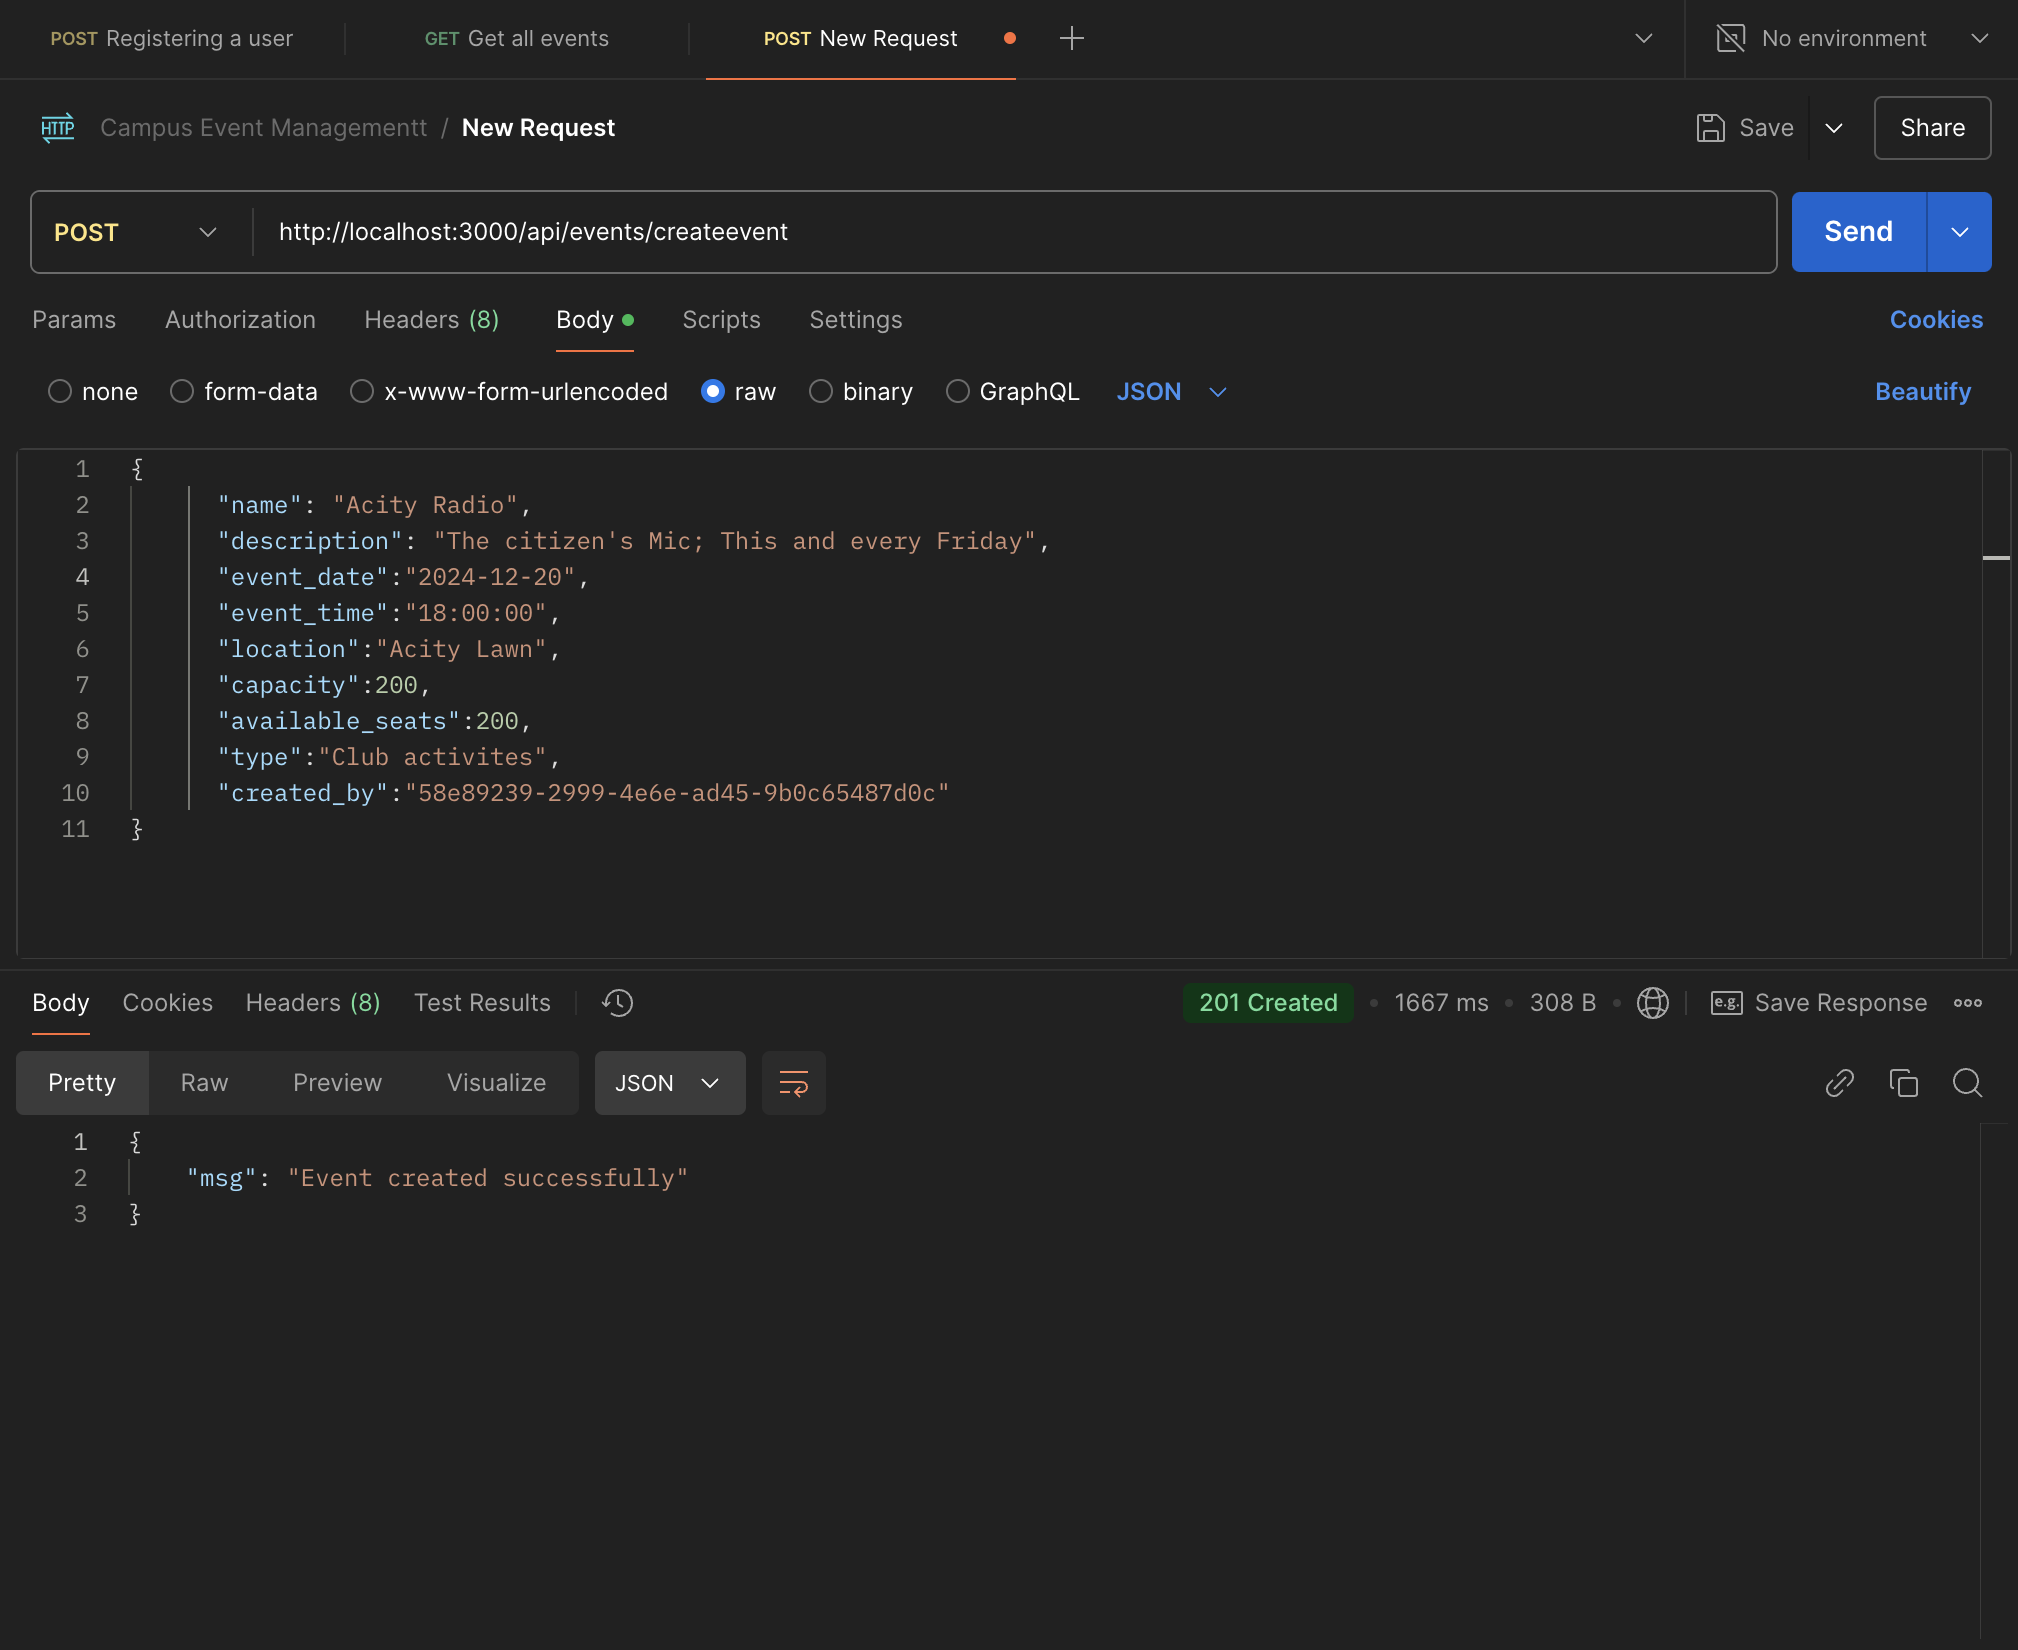 POST Registering a user
GET Get all events
POST New Request
No environment
HTTP Campus Event Managementt / New Request
Save
Share
POST
http://localhost:3000/api/events/createevent
Send
Params Authorization Headers (8) Body Scripts Settings Cookies
none form-data x-www-form-urlencoded raw binary GraphQL JSON Beautify
1 {
2 "name": "Acity Radio",
3 "description": "The citizen's Mic; This and every Friday",
4 "event_date":"2024-12-20",
5 "event_time":"18:00:00",
6 "location":"Acity Lawn",
7 "capacity":200,
8 "available_seats":200,
9 "type":"Club activites",
10 "created_by":"58e89239-2999-4e6e-ad45-9b0c65487d0c"
11 }
Body Cookies Headers (8) Test Results
201 Created • 1667 ms • 308 B • e.g. Save Response
Pretty Raw Preview Visualize JSON
1 {
2 "msg": "Event created successfully"
3 }